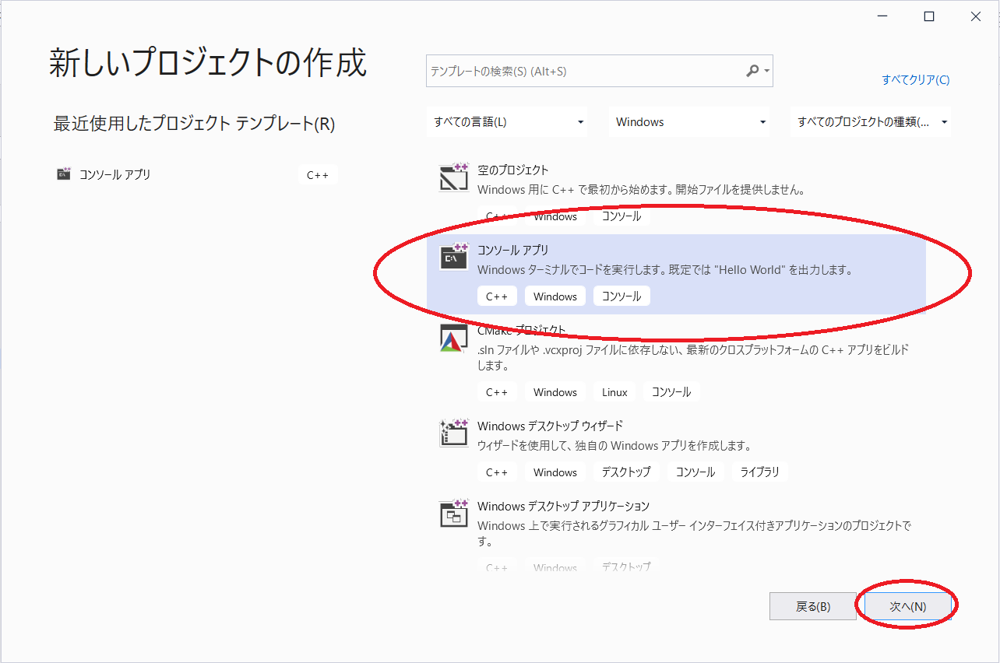 新しいプロジェクトの作成
テンプレートの検索(S) (Alt+S)
すべてクリア(C)
最近使用したプロジェクト テンプレート(R)
すべての言語(L)
Windows
すべてのプロジェクトの種類(...
コンソール アプリ
C++
空のプロジェクト
Windows 用に C++ で最初から始めます。開始ファイルを提供しません。
C++ Windows コンソール
コンソール アプリ
Windows ターミナルでコードを実行します。既定では "Hello World" を出力します。
C++ Windows コンソール
CMake プロジェクト
.sln ファイルや .vcxproj ファイルに依存しない、最新のクロスプラットフォームの C++ アプリをビルド
します。
C++ Windows Linux コンソール
Windows デスクトップ ウィザード
ウィザードを使用して、独自の Windows アプリを作成します。
C++ Windows デスクトップ コンソール ライブラリ
Windows デスクトップ アプリケーション
Windows 上で実行されるグラフィカル ユーザー インターフェイス付きアプリケーションのプロジェクトで
す。
C++ Windows デスクトップ
戻る(B)
次へ(N)